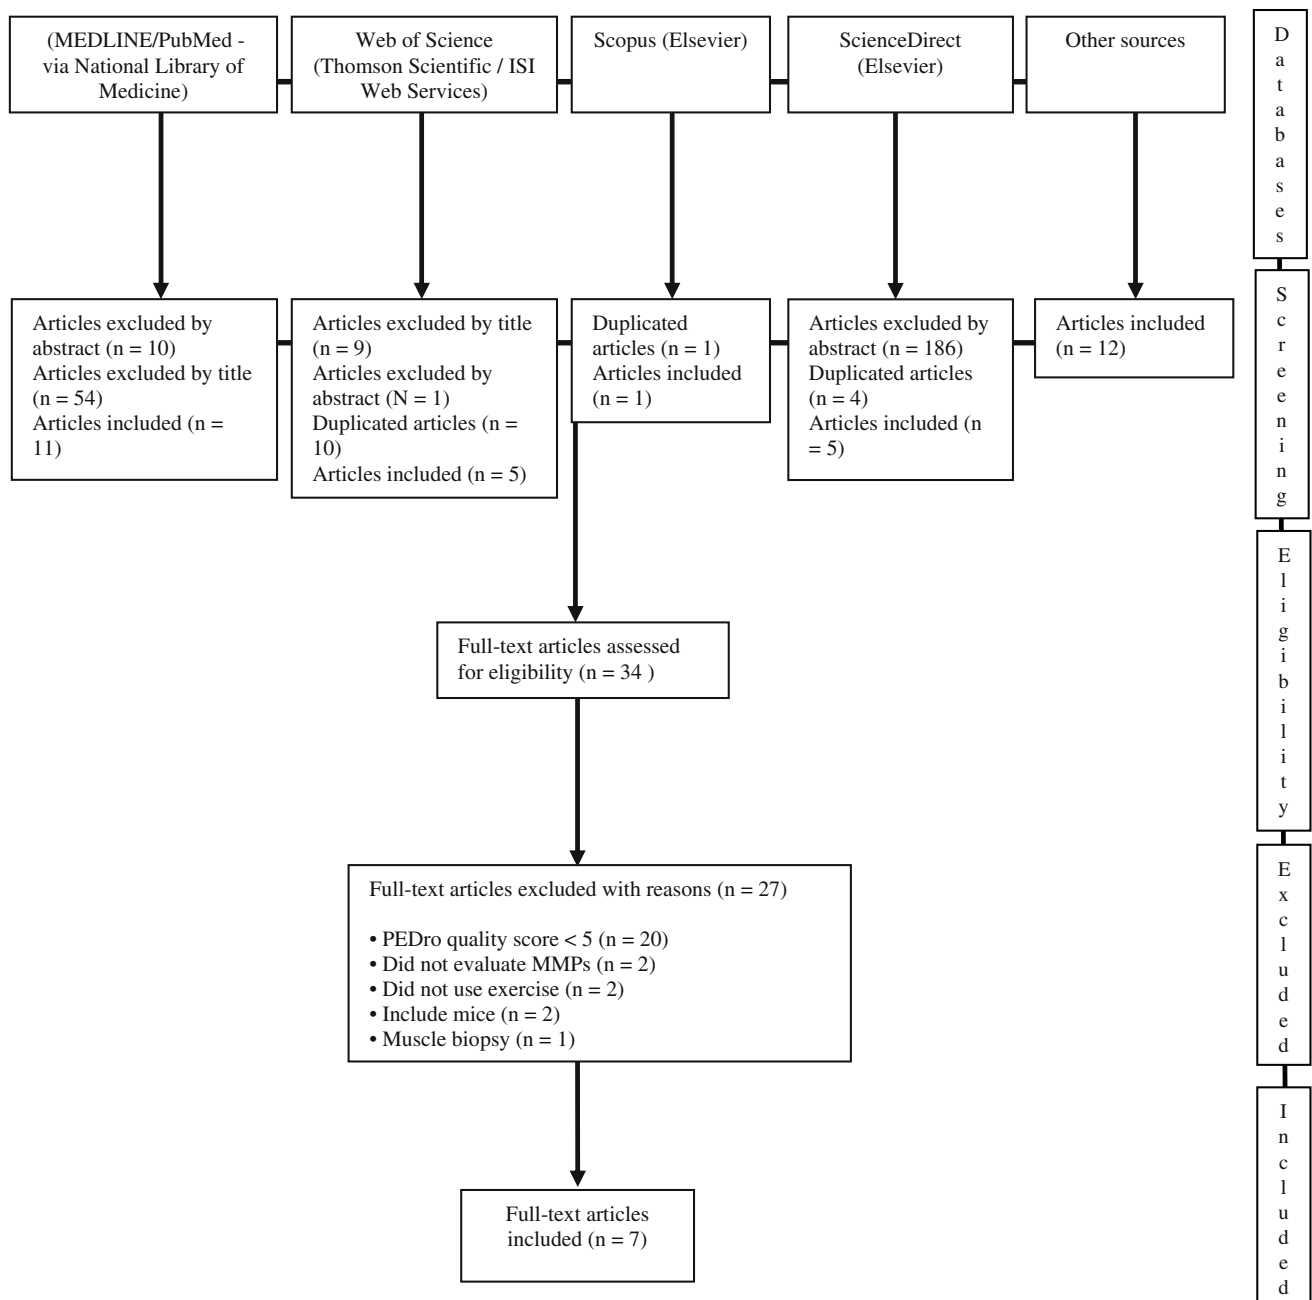 (MEDLINE/PubMed -
via National Library of
Medicine)
Web of Science
(Thomson Scientific / ISI
Web Services)
Scopus (Elsevier)
ScienceDirect
(Elsevier)
Other sources
D
a
t
a
b
a
s
e
s
Articles excluded by
abstract (n = 10)
Articles excluded by title
(n = 54)
Articles included (n =
11)
Articles excluded by title
(n = 9)
Articles excluded by
abstract (N = 1)
Duplicated articles (n =
10)
Articles included (n = 5)
Duplicated
articles (n = 1)
Articles included
(n = 1)
Articles excluded by
abstract (n = 186)
Duplicated articles
(n = 4)
Articles included (n
= 5)
Articles included
(n = 12)
S
c
r
e
e
n
i
n
g
Full-text articles assessed
for eligibility (n = 34 )
E
l
i
g
i
b
i
l
i
t
y
Full-text articles excluded with reasons (n = 27)
• PEDro quality score < 5 (n = 20)
• Did not evaluate MMPs (n = 2)
• Did not use exercise (n = 2)
• Include mice (n = 2)
• Muscle biopsy (n = 1)
E
x
c
l
u
d
e
d
Full-text articles
included (n = 7)
I
n
c
l
u
d
e
d